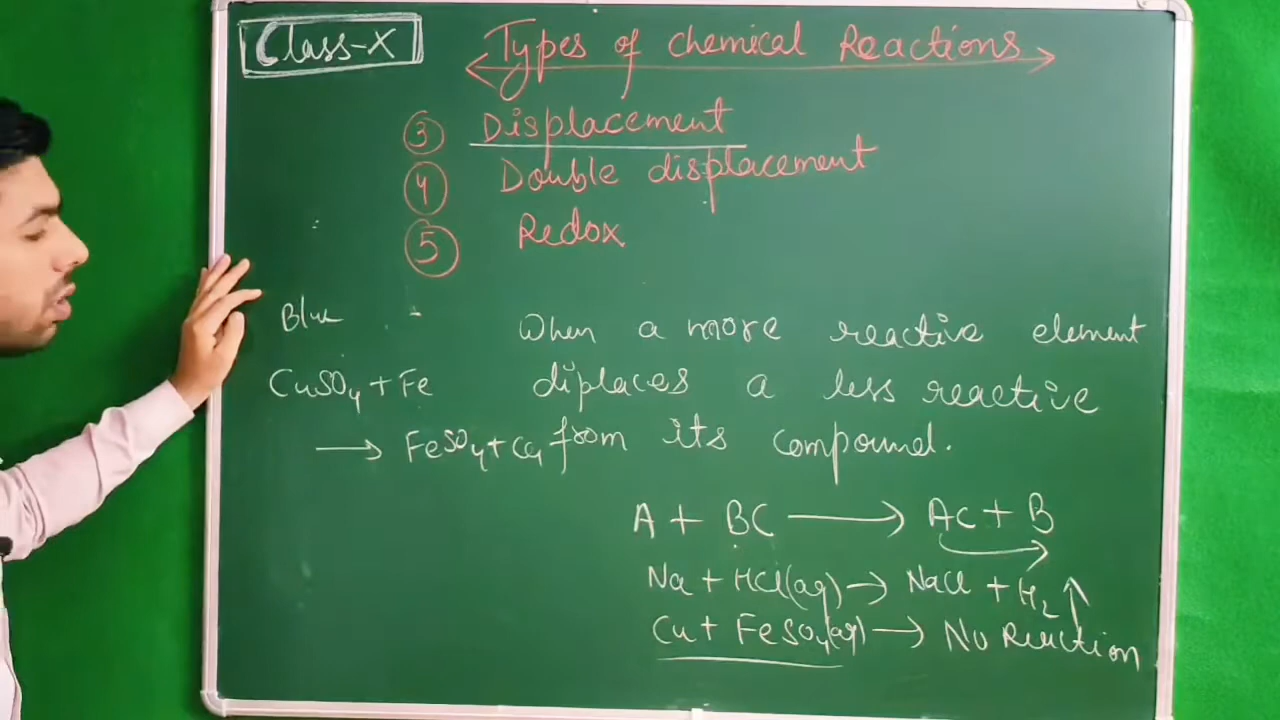 Class-X
Types of chemical Reactions
③ Displacement
④ Double displacement
⑤ Redox
Blue
CuSO₄ + Fe
→ FeSO₄ + Cu
When a more reactive element
diplaces a less reactive
from its compound.
A + BC → AC + B
Na + HCl(aq) → NaCl + H₂ ↑
Cu + FeSO₄(aq) → No Reaction